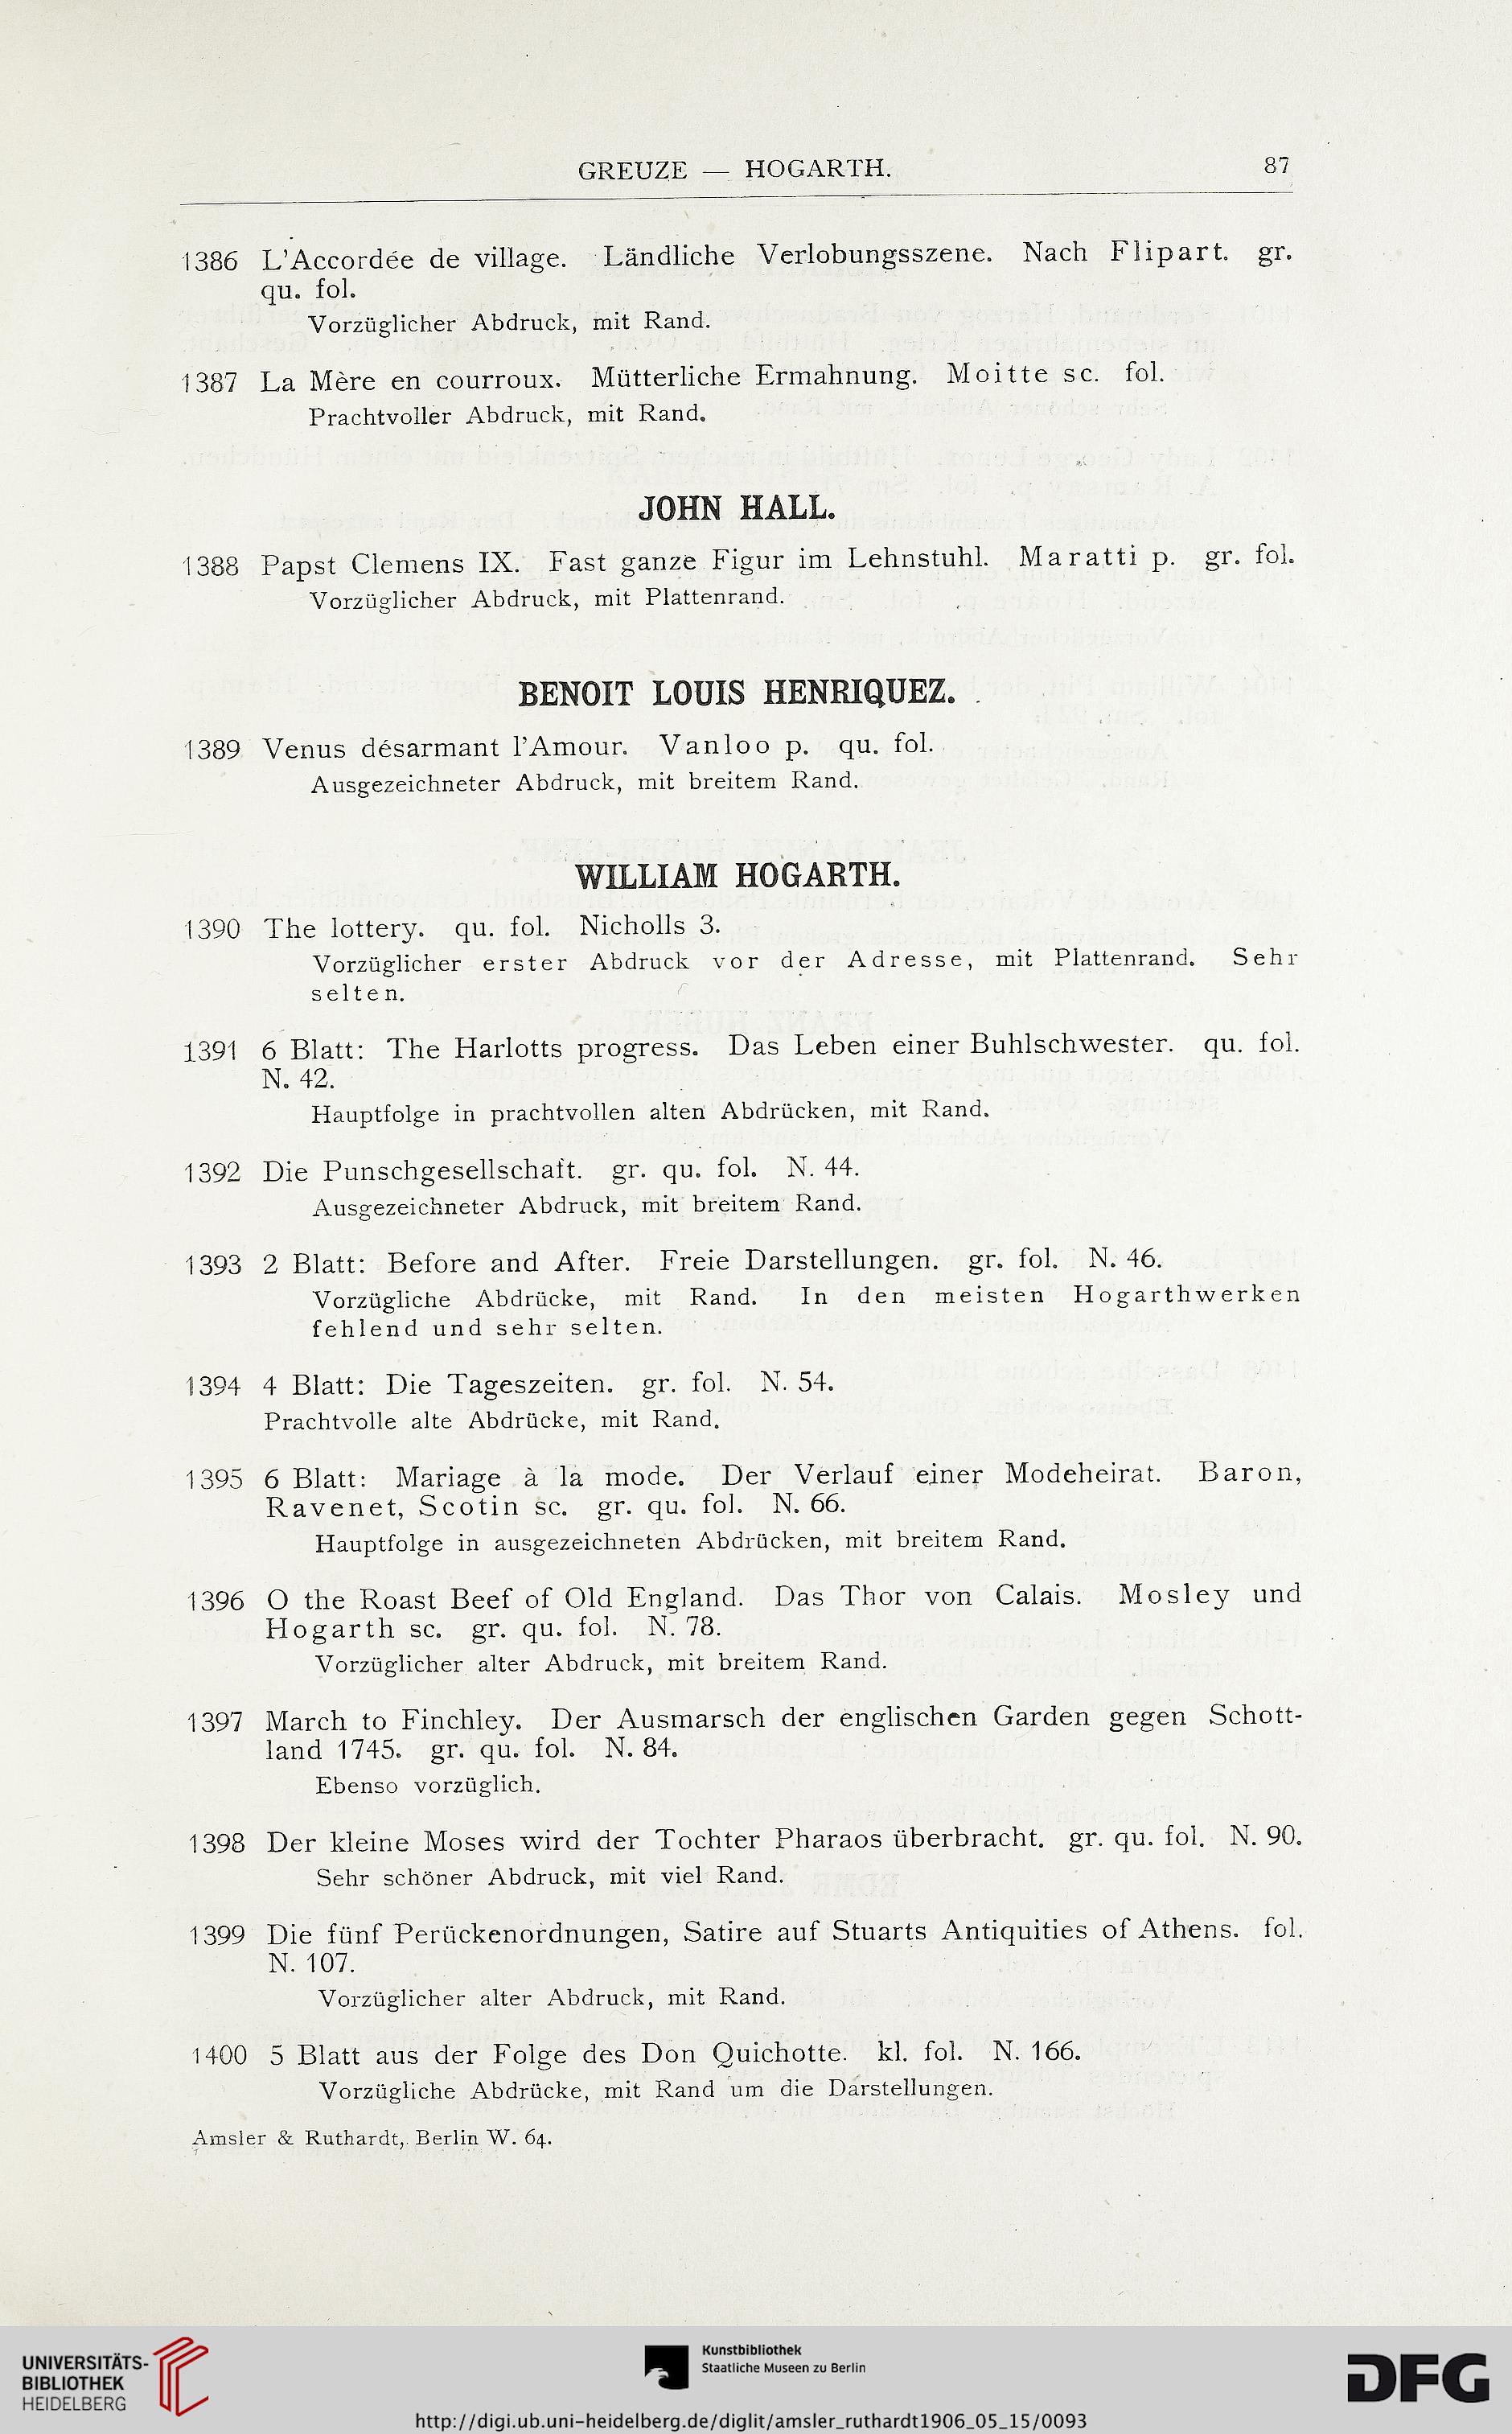 GREUZE — HOGARTH.
87
1386 L'Accordée de village. Ländliche Verlobungsszene. Nach Flipart. gr.
qu. fol.
Vorzüglicher Abdruck, mit Rand.
1387 La Mère en courroux. Mütterliche Ermahnung. Moitte sc. fol.
Prachtvoller Abdruck, mit Rand.
JOHN HALL.
1388 Papst Clemens IX. Fast ganze Figur im Lehnstuhl. Maratti p. gr. fol.
Vorzüglicher Abdruck, mit Plattenrand.
BENOIT LOUIS HENRIQUEZ.
1389 Venus désarmant l'Amour. Vanloo p. qu. fol.
Ausgezeichneter Abdruck, mit breitem Rand.
WILLIAM HOGARTH.
1390 The lottery. qu. fol. Nicholls 3.
Vorzüglicher erster Abdruck vor der Adresse, mit Plattenrand. Sehr
selten.
1391 6 Blatt: The Harlotts progress. Das Leben einer Buhlschwester. qu. fol.
N. 42.
Hauptfolge in prachtvollen alten Abdrücken, mit Rand.
1392 Die Punschgesellschaft. gr. qu. fol. N. 44.
Ausgezeichneter Abdruck, mit breitem Rand.
1393 2 Blatt: Before and After. Freie Darstellungen. gr. fol. N. 46.
Vorzügliche Abdrücke, mit Rand. In den meisten Hogarthwerken
fehlend und sehr selten.
1394 4 Blatt: Die Tageszeiten. gr. fol. N. 54.
Prachtvolle alte Abdrücke, mit Rand.
1395 6 Blatt: Mariage à la mode. Der Verlauf einer Modeheirat. Baron,
Ravenet, Scotin sc. gr. qu. fol. N. 66.
Hauptfolge in ausgezeichneten Abdrücken, mit breitem Rand.
1396 O the Roast Beef of Old England. Das Thor von Calais. Mosley und
Hogarth sc. gr. qu. fol. N. 78.
Vorzüglicher alter Abdruck, mit breitem Rand.
1397 March to Finchley. Der Ausmarsch der englischen Garden gegen Schott-
land 1745. gr. qu. fol. N. 84.
Ebenso vorzüglich.
1398 Der kleine Moses wird der Tochter Pharaos überbracht. gr. qu. fol. N. 90.
Sehr schöner Abdruck, mit viel Rand.
1399 Die fünf Perückenordnungen, Satire auf Stuarts Antiquities of Athens. fol.
N. 107.
Vorzüglicher alter Abdruck, mit Rand.
1400 5 Blatt aus der Folge des Don Quichotte. kl. fol. N. 166.
Vorzügliche Abdrücke, mit Rand um die Darstellungen.
Amsler & Ruthardt, Berlin W. 64.
UNIVERSITÄTS-
BIBLIOTHEK
HEIDELBERG
Kunstbibliothek
Staatliche Museen zu Berlin
DFG
http://digi.ub.uni-heidelberg.de/diglit/amsler_ruthardt1906_05_15/0093